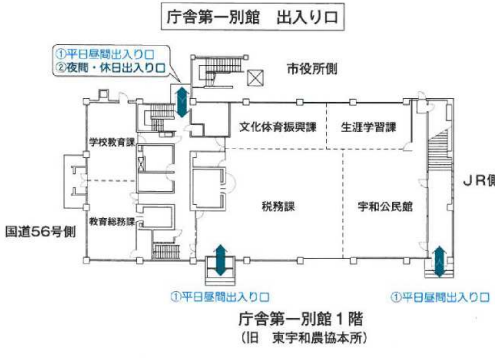 庁舎第一別館 出入り口
①平日昼間出入り口
②夜間・休日出入り口
市役所側
文化体育振興課
生涯学習課
学校教育課
JR側
税務課
宇和公民館
教育総務課
国道56号側
①平日昼間出入り口
①平日昼間出入り口
庁舎第一別館1階
(旧 東宇和農協本所)